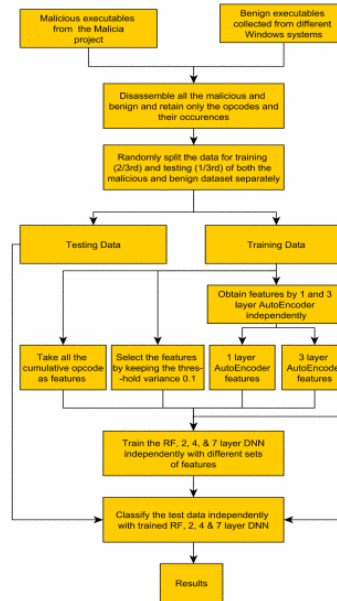 Malicious executables
from the Malicia
project
Benign executables
collected from different
Windows systems
Disassemble all the malicious and
benign and retain only the opcodes and
their occurences
Randomly split the data for training
(2/3rd) and testing (1/3rd) of both the
malicious and benign dataset separately
Testing Data
Training Data
Obtain features by 1 and 3
layer AutoEncoder
independently
Take all the
cumulative opcode
as features
Select the features
by keeping the thres-
hold variance 0.1
1 layer
AutoEncoder
features
3 layer
AutoEncoder
features
Train the RF, 2, 4, & 7 layer DNN
independently with different sets
of features
Classify the test data independently
with trained RF, 2, 4 & 7 layer DNN
Results